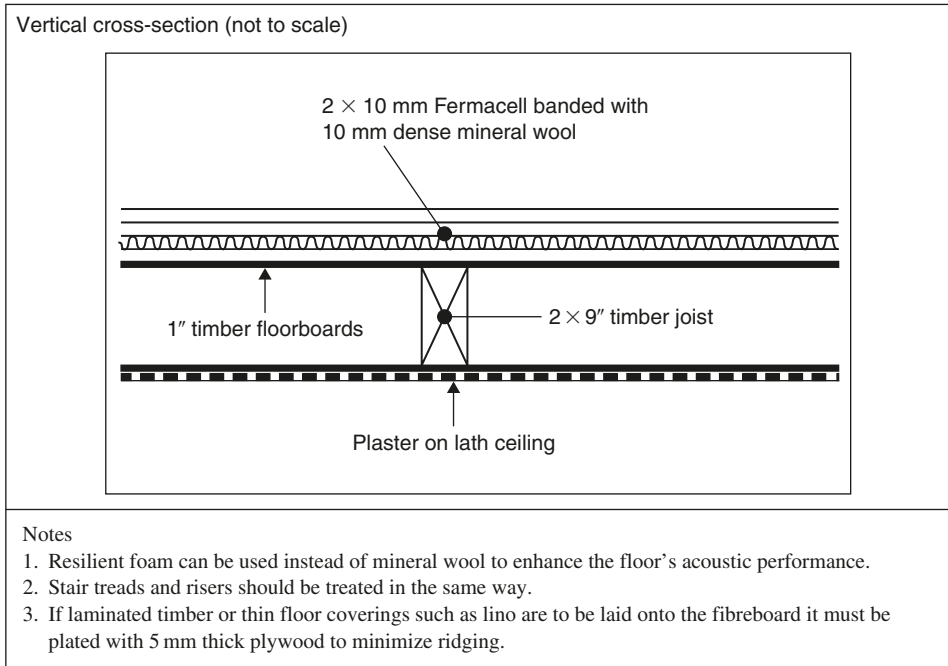 Vertical cross-section (not to scale)
2 × 10 mm Fermacell banded with
10 mm dense mineral wool
1″ timber floorboards
2 × 9″ timber joist
Plaster on lath ceiling
Notes
1. Resilient foam can be used instead of mineral wool to enhance the floor's acoustic performance.
2. Stair treads and risers should be treated in the same way.
3. If laminated timber or thin floor coverings such as lino are to be laid onto the fibreboard it must be
plated with 5 mm thick plywood to minimize ridging.